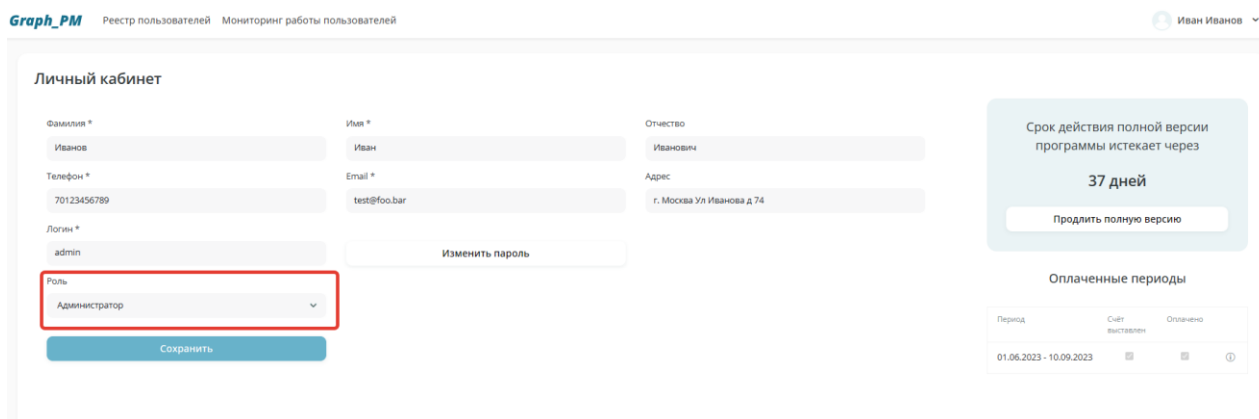 Graph_PM Реестр пользователей Мониторинг работы пользователей Иван Иванов
Личный кабинет
Фамилия * Имя * Отчество
Иванов Иван Иванович
Телефон * Email * Адрес
70123456789 test@foo.bar г. Москва Ул Иванова д 74
Логин *
admin Изменить пароль
Роль
Администратор
Сохранить
Срок действия полной версии
программы истекает через
37 дней
Продлить полную версию
Оплаченные периоды
Период Счёт Оплачено
выставлен
01.06.2023 - 10.09.2023